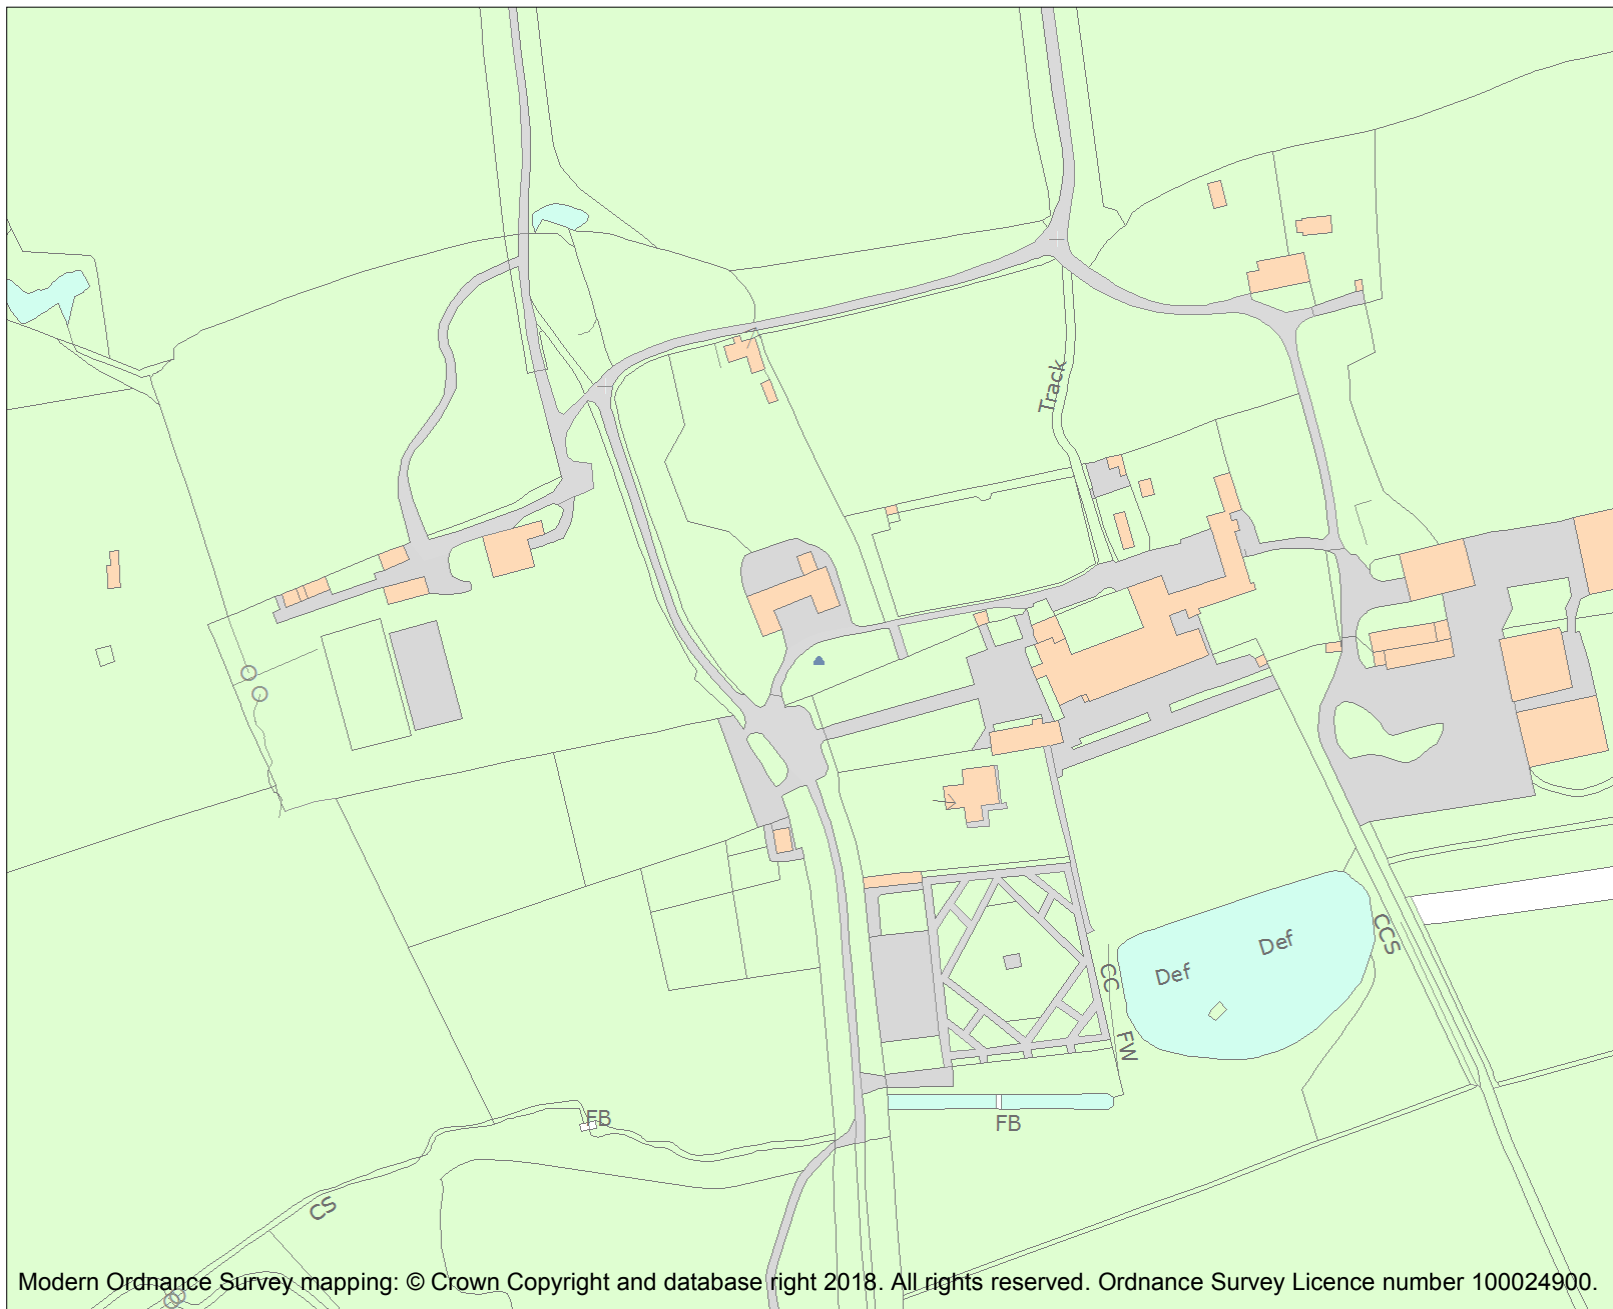 Track
Def
Def
CCS
CC
FW
FB
FB
CS
Modern Ordnance Survey mapping: © Crown Copyright and database right 2018. All rights reserved. Ordnance Survey Licence number 100024900.